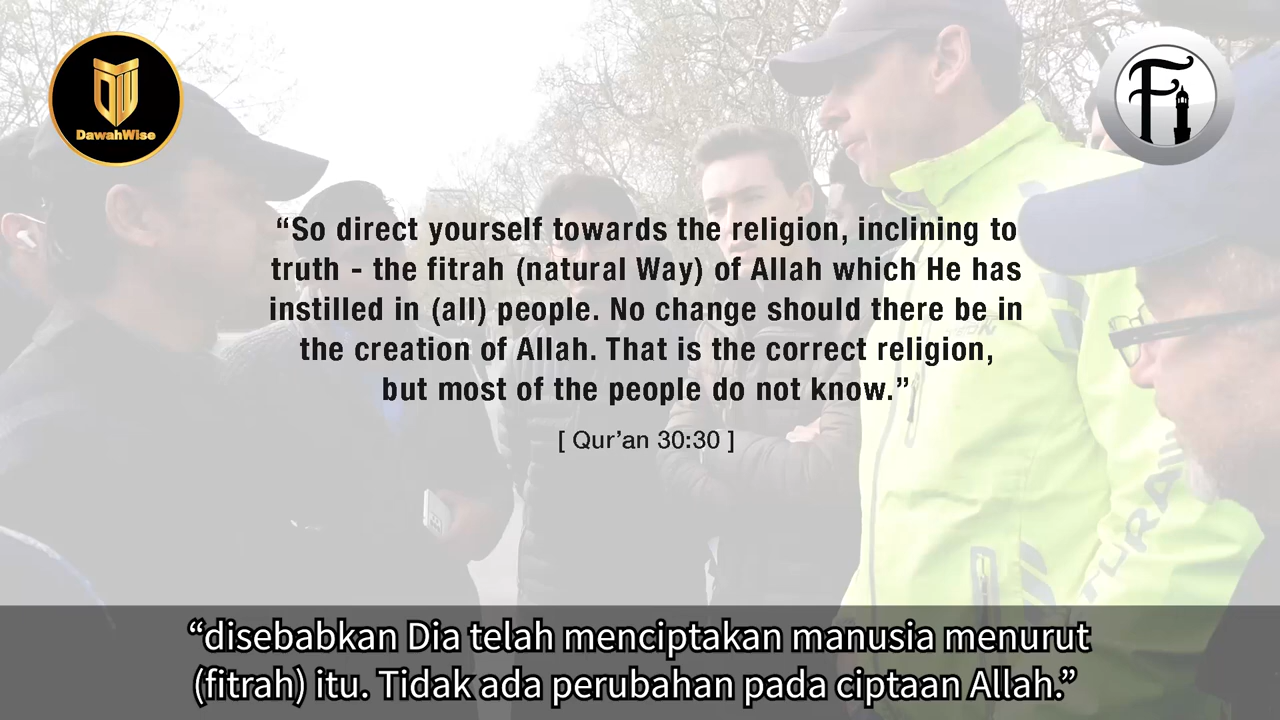 DawahWise
Fi
“So direct yourself towards the religion, inclining to
truth - the fitrah (natural Way) of Allah which He has
instilled in (all) people. No change should there be in
the creation of Allah. That is the correct religion,
but most of the people do not know.”
[ Qur’an 30:30 ]
“disebabkan Dia telah menciptakan manusia menurut
(fitrah) itu. Tidak ada perubahan pada ciptaan Allah.”